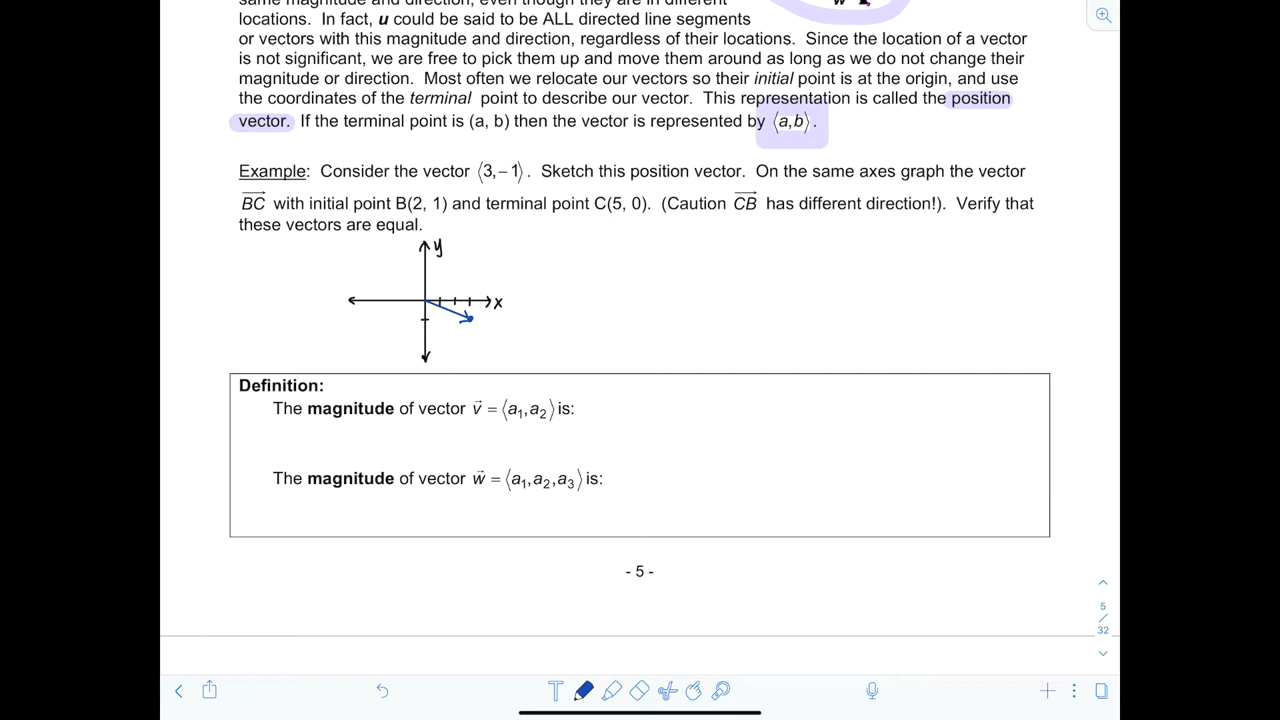 same magnitude and direction, even though they are in different
w
locations. In fact, u could be said to be ALL directed line segments
or vectors with this magnitude and direction, regardless of their locations. Since the location of a vector
is not significant, we are free to pick them up and move them around as long as we do not change their
magnitude or direction. Most often we relocate our vectors so their initial point is at the origin, and use
the coordinates of the terminal point to describe our vector. This representation is called the position
vector. If the terminal point is (a, b) then the vector is represented by ⟨a,b⟩.
Example: Consider the vector ⟨3,−1⟩. Sketch this position vector. On the same axes graph the vector
BC⃗ with initial point B(2, 1) and terminal point C(5, 0). (Caution CB⃗ has different direction!). Verify that
these vectors are equal.
y
x
Definition:
The magnitude of vector v⃗ = ⟨a₁,a₂⟩ is:
The magnitude of vector w⃗ = ⟨a₁,a₂,a₃⟩ is:
- 5 -
5
/
32
T